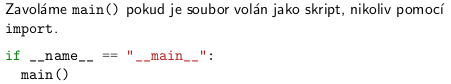 Zavoláme main() pokud je soubor volán jako skript, nikoliv pomocí
import.
if __name__ == "__main__":
  main()